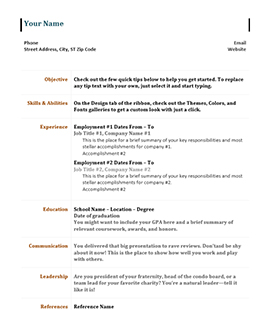 Your Name
Phone Email
Street Address, City, ST Zip Code Website
Objective Check out the few quick tips below to help you get started. To replace
any tip text with your own, just select it and start typing.
Skills & Abilities On the Design tab of the ribbon, check out the Themes, Colors, and
Fonts galleries to get a custom look with just a click.
Experience Employment #1 Dates From – To
Job Title #1, Company Name #1
This is the place for a brief summary of your key responsibilities and most
stellar accomplishments for company #1.
Accomplishment #2
Employment #2 Dates From – To
Job Title #2, Company Name #2
This is the place for a brief summary of your key responsibilities and most
stellar accomplishments for company #2.
Accomplishment #2
Education School Name – Location – Degree
Date of graduation
You might want to include your GPA here and a brief summary of
relevant coursework, awards, and honors.
Communication You delivered that big presentation to rave reviews. Don't be shy
about it now! This is the place to show how well you work and play
with others.
Leadership Are you president of your fraternity, head of the condo board, or a
team lead for your favorite charity? You're a natural leader—tell
it like it is!
References Reference Name